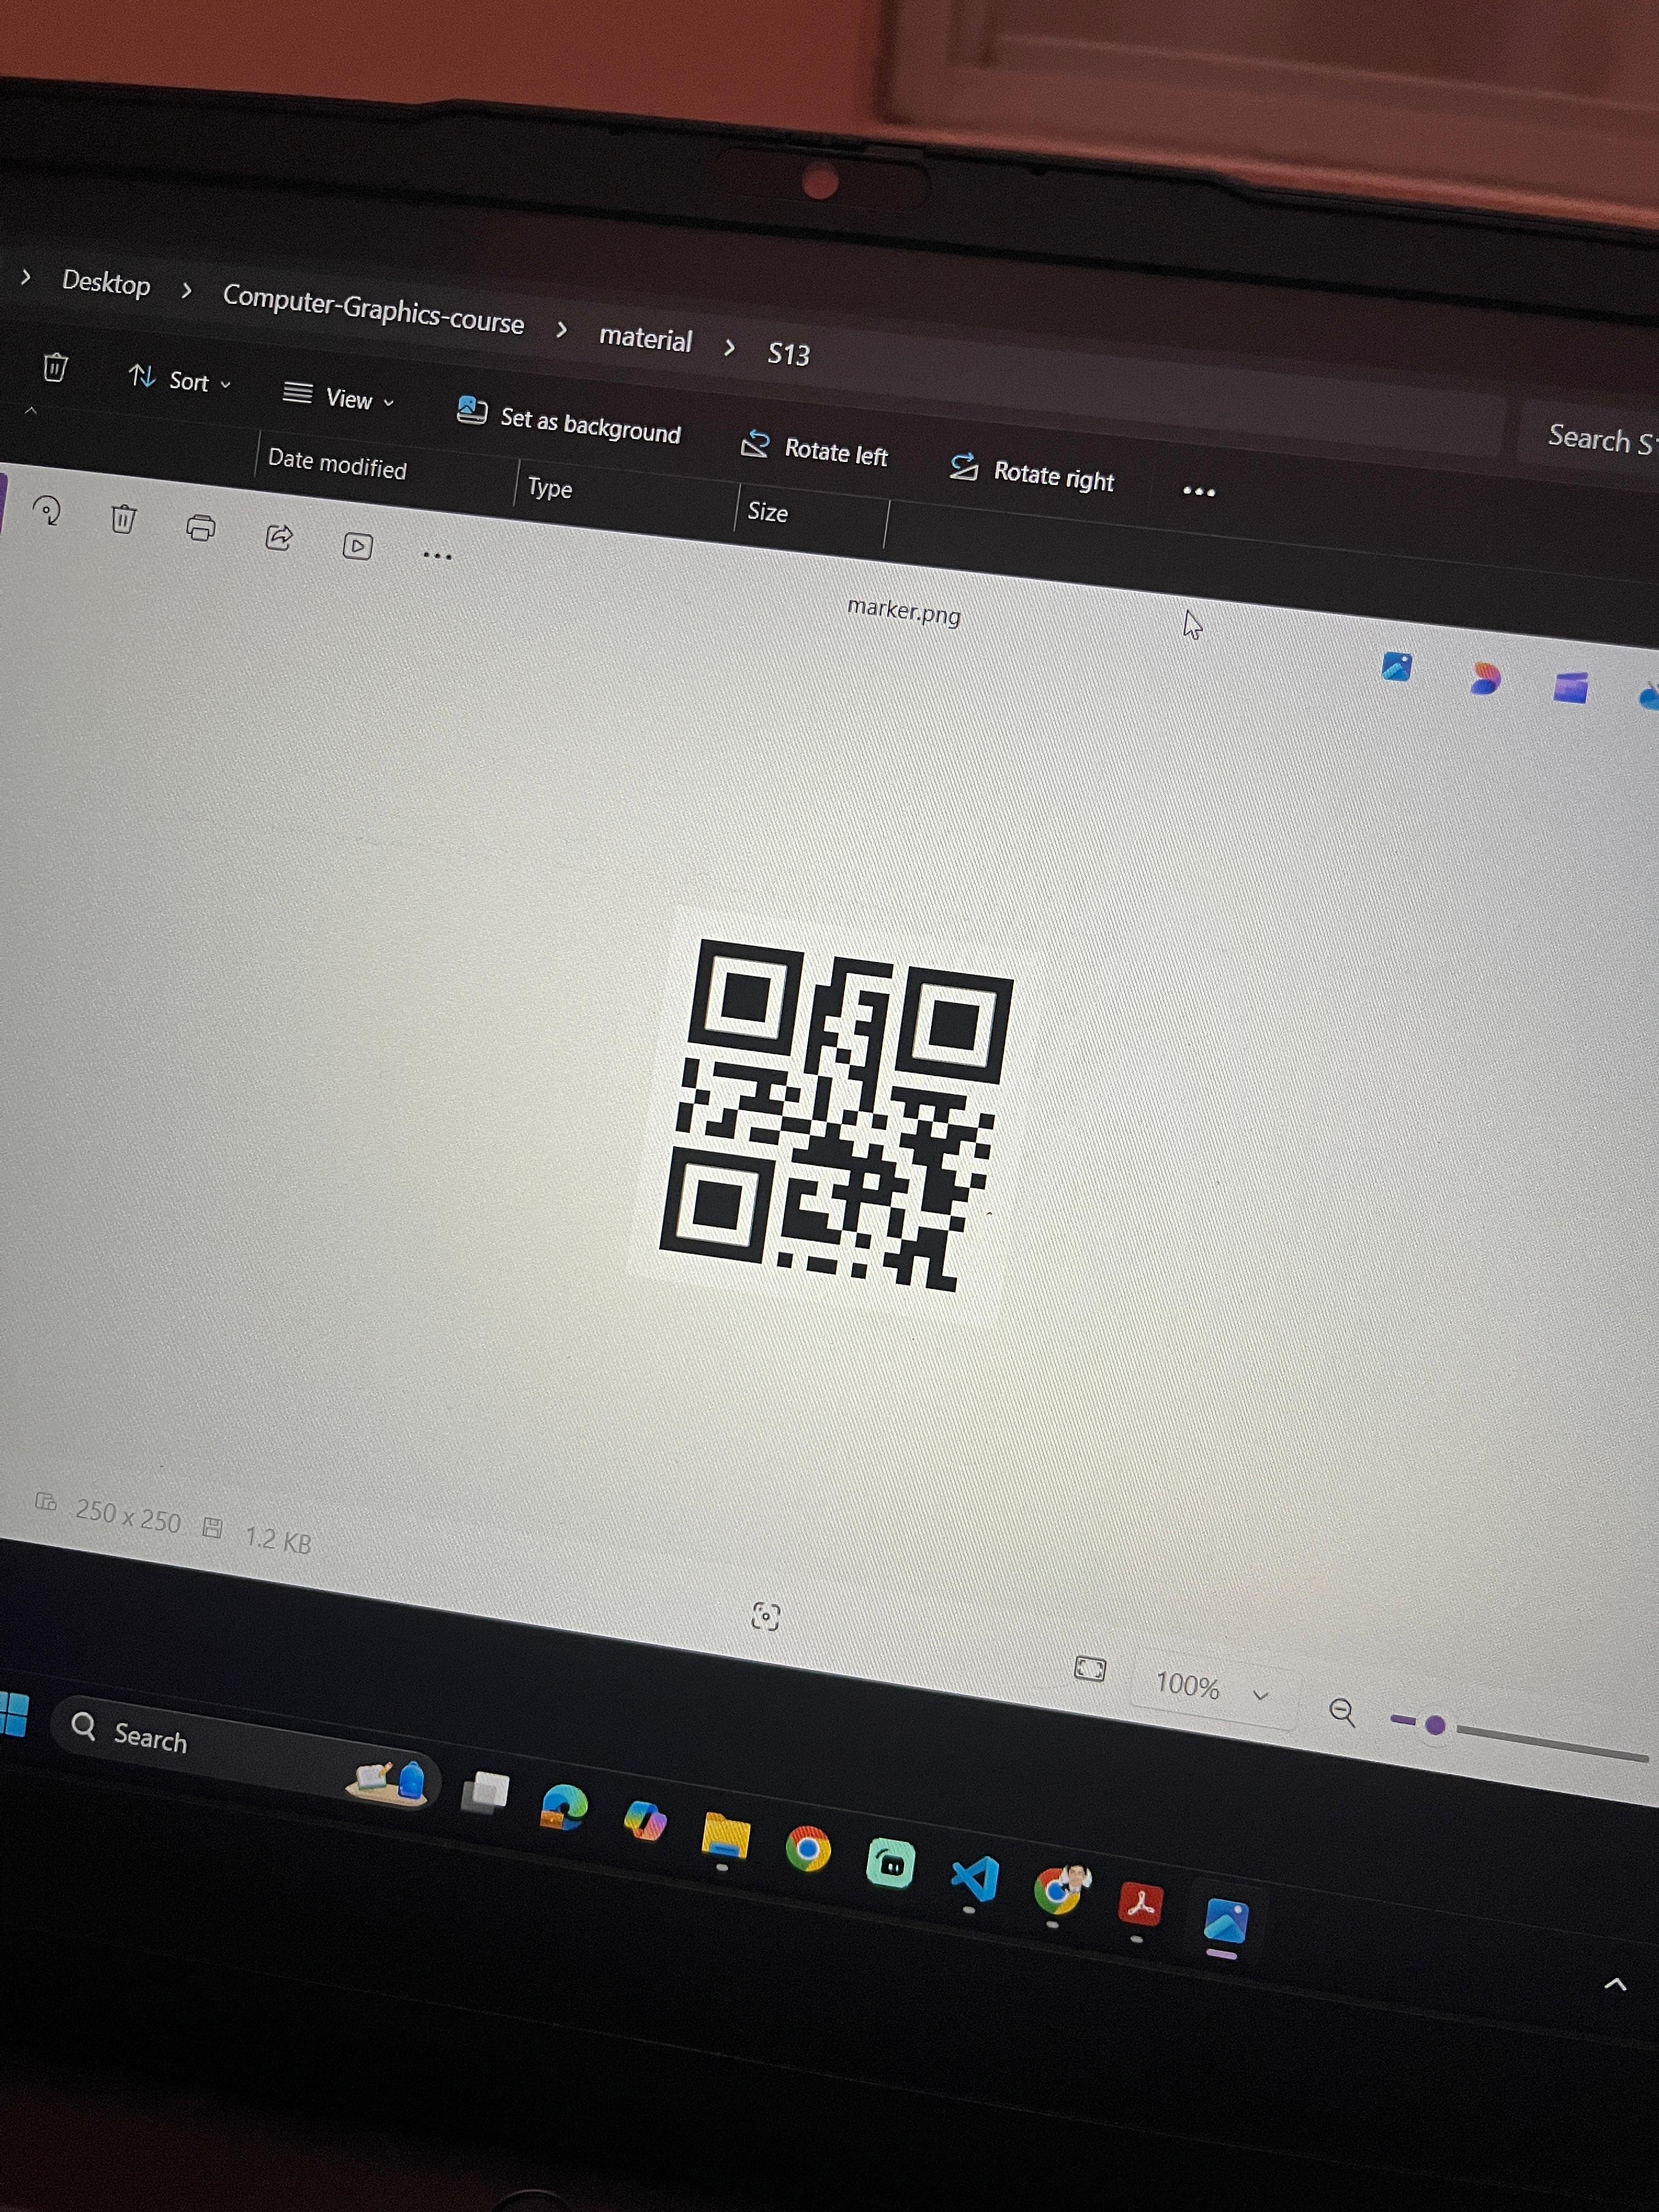 Desktop > Computer-Graphics-course > material > S13
Search S
Sort View Set as background Rotate left Rotate right
Date modified Type Size
marker.png
250 x 250 1.2 KB
100%
Search